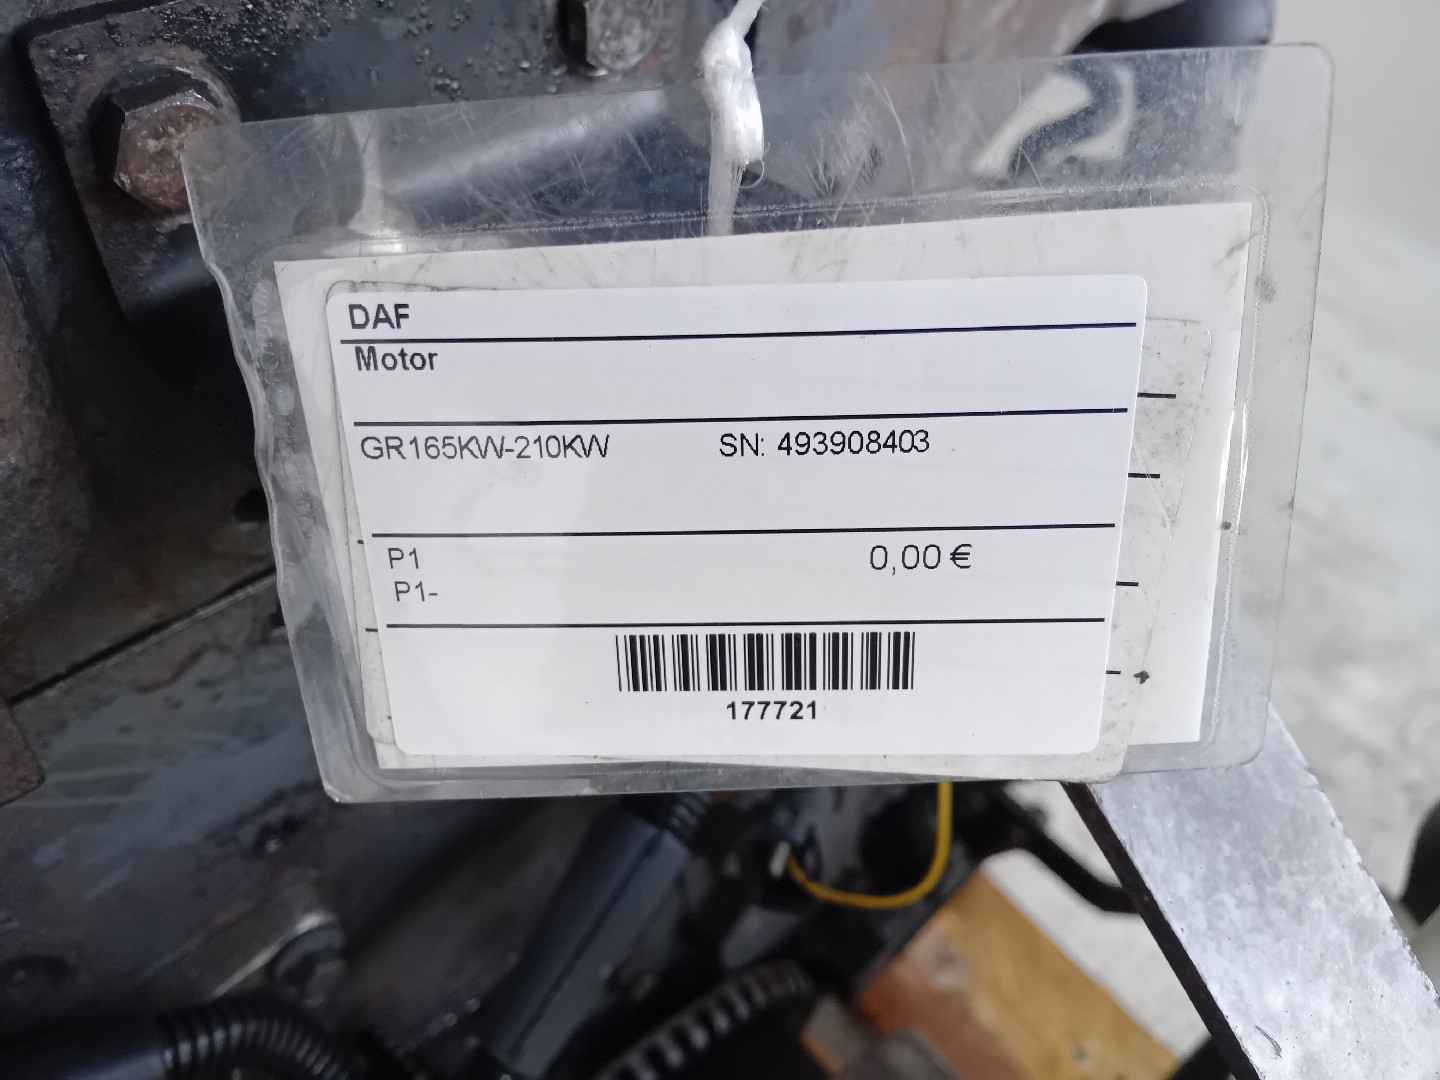 DAF
Motor
GR165KW-210KW SN: 493908403
P1 0,00 €
P1-
177721